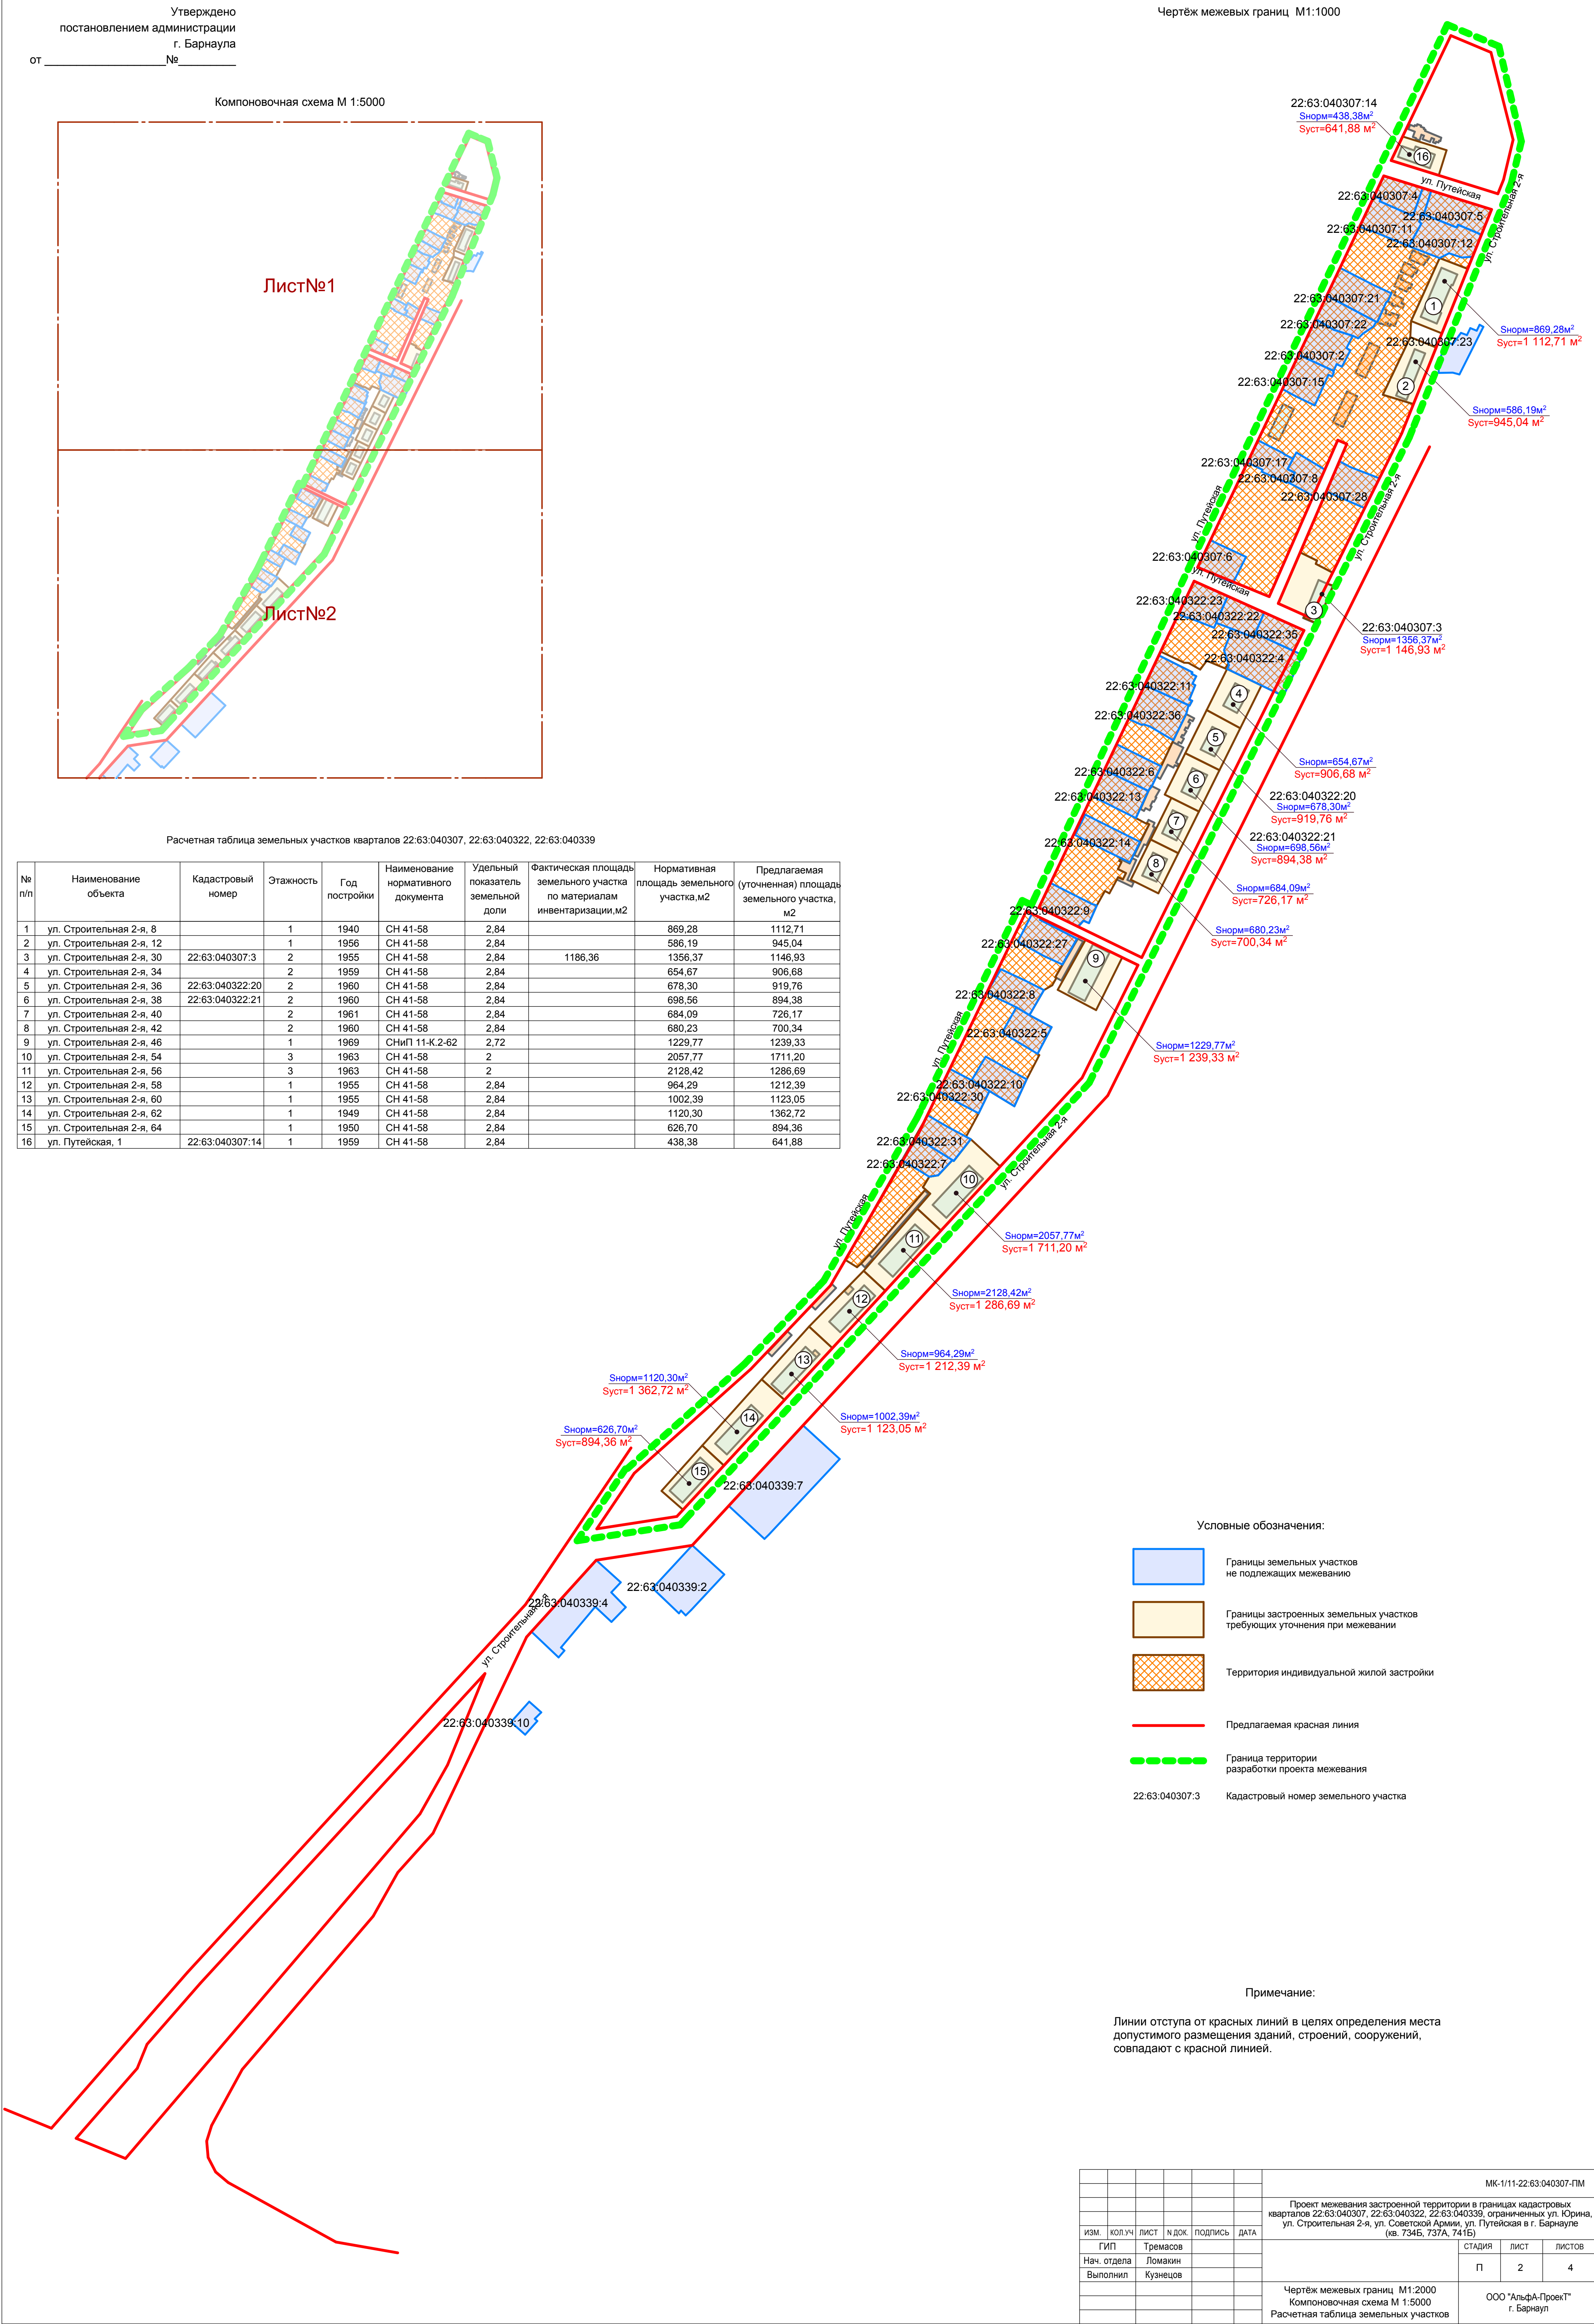 Утверждено
постановлением администрации
г. Барнаула
от ____________________№__________
Компоновочная схема М 1:5000
Лист№1
Лист№2
Расчетная таблица земельных участков кварталов 22:63:040307, 22:63:040322, 22:63:040339
№ п/п Наименование объекта Кадастровый номер Этажность Год постройки Наименование нормативного документа Удельный показатель земельной доли Фактическая площадь земельного участка по материалам инвентаризации,м2 Нормативная площадь земельного участка,м2 Предлагаемая (уточненная) площадь земельного участка, м2
1 ул. Строительная 2-я, 8 1 1940 СН 41-58 2,84 869,28 1112,71
2 ул. Строительная 2-я, 12 1 1956 СН 41-58 2,84 586,19 945,04
3 ул. Строительная 2-я, 30 22:63:040307:3 2 1955 СН 41-58 2,84 1186,36 1356,37 1146,93
4 ул. Строительная 2-я, 34 2 1959 СН 41-58 2,84 654,67 906,68
5 ул. Строительная 2-я, 36 22:63:040322:20 2 1960 СН 41-58 2,84 678,30 919,76
6 ул. Строительная 2-я, 38 22:63:040322:21 2 1960 СН 41-58 2,84 698,56 894,38
7 ул. Строительная 2-я, 40 2 1961 СН 41-58 2,84 684,09 726,17
8 ул. Строительная 2-я, 42 2 1960 СН 41-58 2,84 680,23 700,34
9 ул. Строительная 2-я, 46 1 1969 СНиП 11-К.2-62 2,72 1229,77 1239,33
10 ул. Строительная 2-я, 54 3 1963 СН 41-58 2 2057,77 1711,20
11 ул. Строительная 2-я, 56 3 1963 СН 41-58 2 2128,42 1286,69
12 ул. Строительная 2-я, 58 1 1955 СН 41-58 2,84 964,29 1212,39
13 ул. Строительная 2-я, 60 1 1955 СН 41-58 2,84 1002,39 1123,05
14 ул. Строительная 2-я, 62 1 1949 СН 41-58 2,84 1120,30 1362,72
15 ул. Строительная 2-я, 64 1 1950 СН 41-58 2,84 626,70 894,36
16 ул. Путейская, 1 22:63:040307:14 1 1959 СН 41-58 2,84 438,38 641,88
Чертёж межевых границ М1:1000
22:63:040307:14
Sнорм=438,38м²
Sуст=641,88 м²
16
ул. Путейская
ул. Строительная 2-я
22:63:040307:4
22:63:040307:5
22:63:040307:11
22:63:040307:12
22:63:040307:21
1
22:63:040307:22
Sнорм=869,28м²
Sуст=1 112,71 м²
22:63:040307:23
22:63:040307:2
22:63:040307:15
2
Sнорм=586,19м²
Sуст=945,04 м²
22:63:040307:17
22:63:040307:8
22:63:040307:28
ул. Путейская
ул. Строительная 2-я
22:63:040307:6
ул. Путейская
22:63:040322:23
3
22:63:040322:22
22:63:040307:3
Sнорм=1356,37м²
Sуст=1 146,93 м²
22:63:040322:35
22:63:040322:4
22:63:040322:11
4
22:63:040322:36
5
Sнорм=654,67м²
Sуст=906,68 м²
22:63:040322:6
6
22:63:040322:13
22:63:040322:20
Sнорм=678,30м²
Sуст=919,76 м²
7
22:63:040322:14
22:63:040322:21
Sнорм=698,56м²
Sуст=894,38 м²
8
Sнорм=684,09м²
Sуст=726,17 м²
22:63:040322:9
Sнорм=680,23м²
Sуст=700,34 м²
22:63:040322:27
9
22:63:040322:8
22:63:040322:5
ул. Путейская
Sнорм=1229,77м²
Sуст=1 239,33 м²
22:63:040322:10
22:63:040322:30
22:63:040322:31
22:63:040322:7
ул. Строительная 2-я
10
ул. Путейская
11
Sнорм=2057,77м²
Sуст=1 711,20 м²
12
Sнорм=2128,42м²
Sуст=1 286,69 м²
13
Sнорм=964,29м²
Sуст=1 212,39 м²
Sнорм=1120,30м²
Sуст=1 362,72 м²
14
Sнорм=1002,39м²
Sуст=1 123,05 м²
Sнорм=626,70м²
Sуст=894,36 м²
15
22:63:040339:7
22:63:040339:2
22:63:040339:4
ул. Строительная 2-я
22:63:040339:10
Условные обозначения:
Границы земельных участков
не подлежащих межеванию
Границы застроенных земельных участков
требующих уточнения при межевании
Территория индивидуальной жилой застройки
Предлагаемая красная линия
Граница территории
разработки проекта межевания
22:63:040307:3 Кадастровый номер земельного участка
Примечание:
Линии отступа от красных линий в целях определения места
допустимого размещения зданий, строений, сооружений,
совпадают с красной линией.
МК-1/11-22:63:040307-ПМ
Проект межевания застроенной территории в границах кадастровых
кварталов 22:63:040307, 22:63:040322, 22:63:040339, ограниченных ул. Юрина,
ул. Строительная 2-я, ул. Советской Армии, ул. Путейская в г. Барнауле
(кв. 734Б, 737А, 741Б)
ИЗМ. КОЛ.УЧ ЛИСТ N ДОК. ПОДПИСЬ ДАТА
ГИП Тремасов
СТАДИЯ ЛИСТ ЛИСТОВ
Нач. отдела Ломакин
П 2 4
Выполнил Кузнецов
Чертёж межевых границ М1:2000
Компоновочная схема М 1:5000
Расчетная таблица земельных участков
ООО "АльфА-ПроекТ"
г. Барнаул